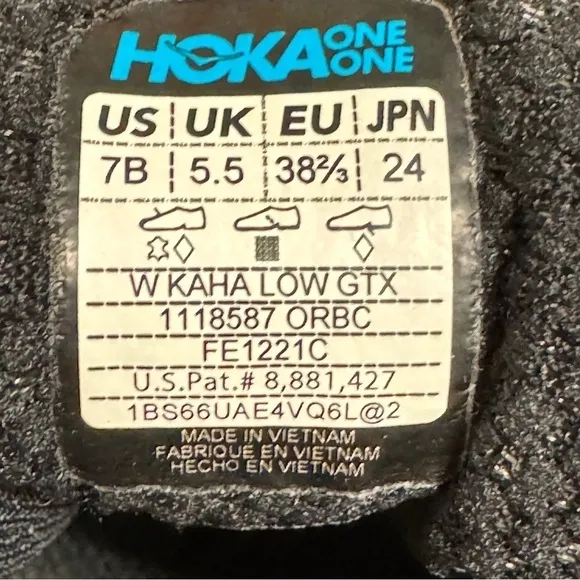 HOKA ONE ONE
US UK EU JPN
7B 5.5 38⅔ 24
W KAHA LOW GTX
1118587 ORBC
FE1221C
U.S.Pat.# 8,881,427
1BS66UAE4VQ6L@2
MADE IN VIETNAM
FABRIQUE EN VIETNAM
HECHO EN VIETNAM